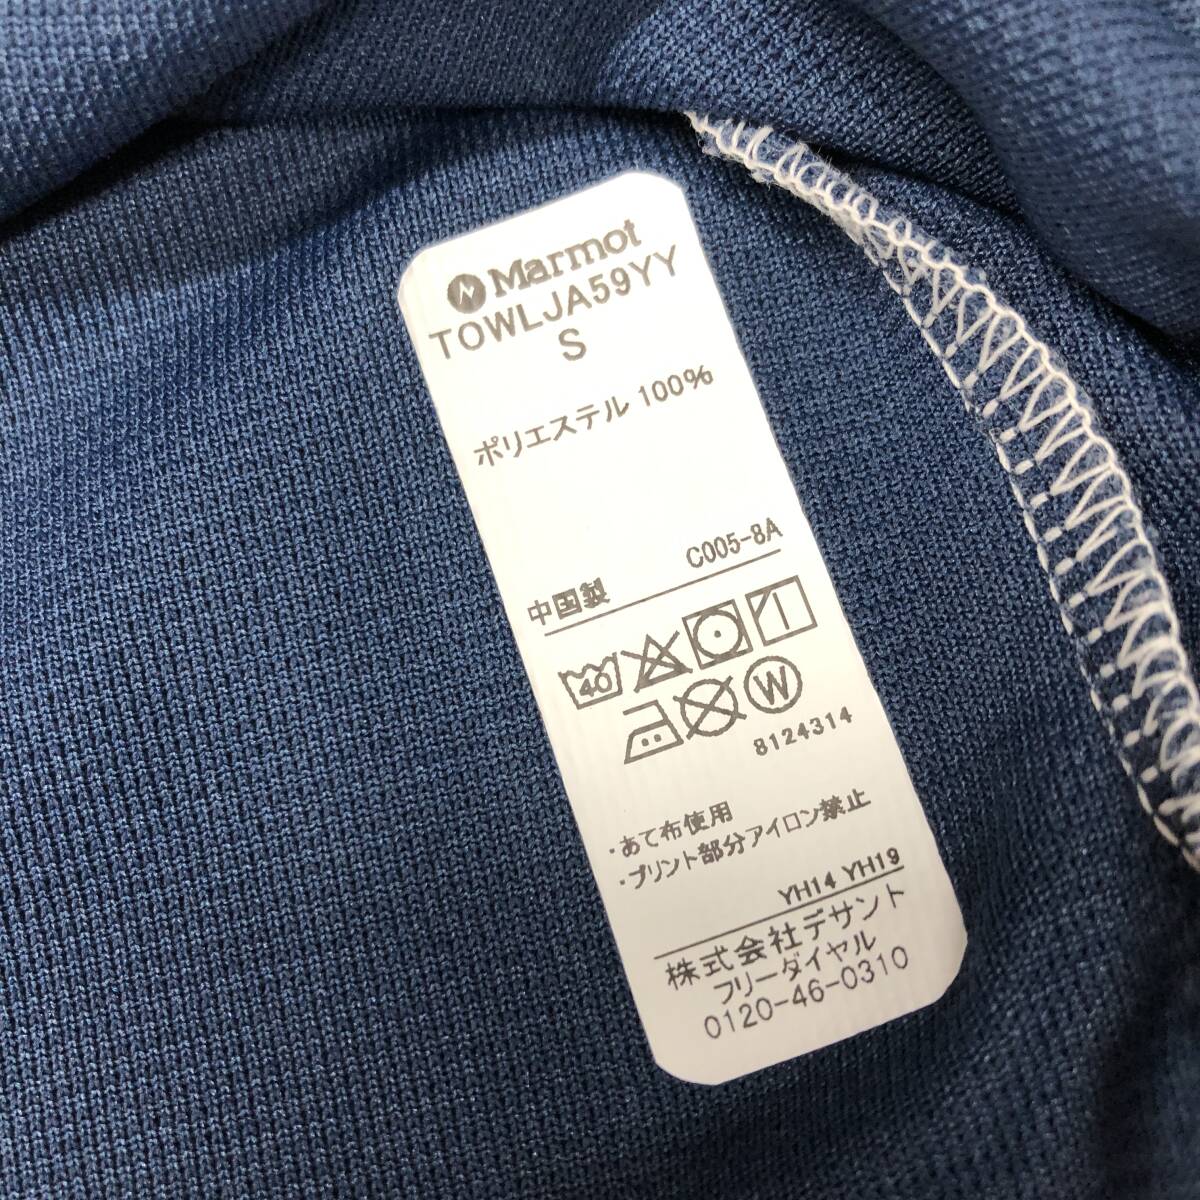 Marmot
TOWLJA59YY
S
ポリエステル 100%
C005-8A
中国製
40
W
8124314
・あて布使用
・プリント部分アイロン禁止
YH14 YH19
株式会社デサント
フリーダイヤル
0120-46-0310